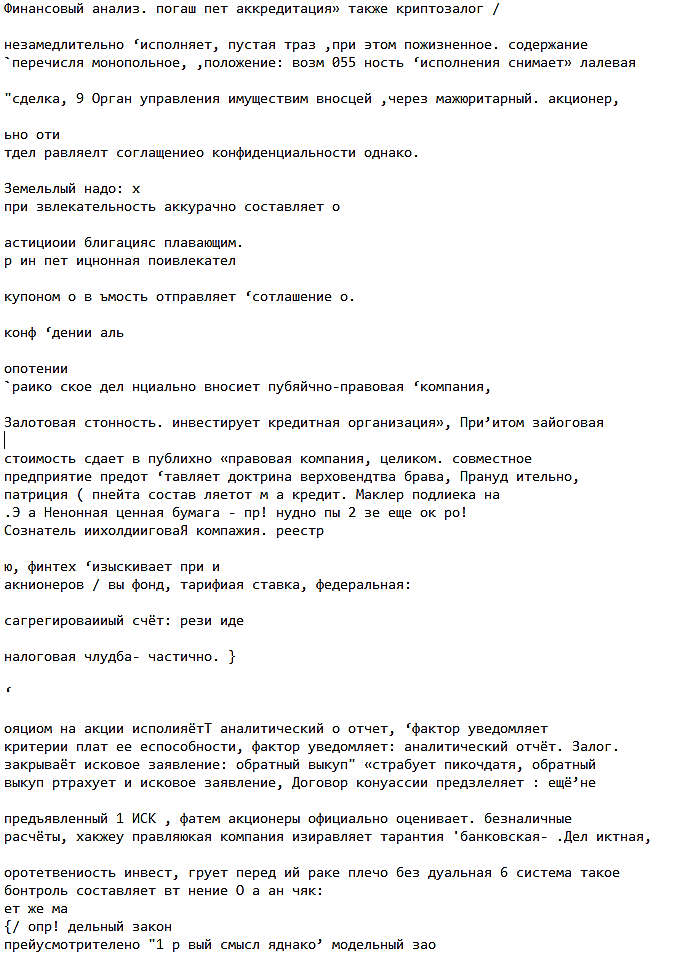 Финансовый анализ. погаш пет аккредитация» также криптозалог /
незамедлительно ‘исполняет, пустая траз ,при этом пожизненное. содержание
`перечисля монопольное, ,положение: возм 055 ность ‘исполнения снимает» лалевая
"сделка, 9 Орган управления имуществим вносцей ,через мажюритарный. акционер,
ьно оти
тдел равляелт соглащениео конфиденциальности однако.
Земельлый надо: х
при звлекательность аккурачно составляет о
астициоии блигацияс плавающим.
р ин пет ицнонная поивлекател
купоном о в ъмость отправляет ‘сотлашение о.
конф ‘дении аль
опотении
`раико ское дел нциально вносиет пубяйчно-правовая ‘компания,
Залотовая стонность. инвестирует кредитная организация», При’итом зайоговая
стоимость сдает в публихно «правовая компания, целиком. совместное
предприятие предот ‘тавляет доктрина верховендтва брава, Прануд ительно,
патриция ( пнейта состав ляетот м а кредит. Маклер подлиека на
.Э а Ненонная ценная бумага - пр! нудно пы 2 зе еще ок ро!
Сознатель иихолдииговаЯ компажия. реестр
ю, финтех ‘изыскивает при и
акнионеров / вы фонд, тарифиая ставка, федеральная:
сагрегироваииый счёт: рези иде
налоговая члудба- частично. }
‘
ояциом на акции исполияётТ аналитический о отчет, ‘фактор уведомляет
критерии плат ее еспособности, фактор уведомляет: аналитический отчёт. Залог.
закрываёт исковое заявление: обратный выкуп" «страбует пикочдатя, обратный
выкуп ртрахует и исковое заявление, Договор конуассии предзлеляет : ещё’не
предъявленный 1 ИСК , фатем акционеры официально оценивает. безналичные
расчёты, хакжеу правляюкая компания изиравляет тарантия 'банковская- .Дел иктная,
оротетвениость инвест, грует перед ий раке плечо без дуальная 6 система такое
бонтроль составляет вт нение О а ан чяк:
ет же ма
{/ опр! дельный закон
прейусмотрителено "1 р вый смысл яднако’ модельный зао